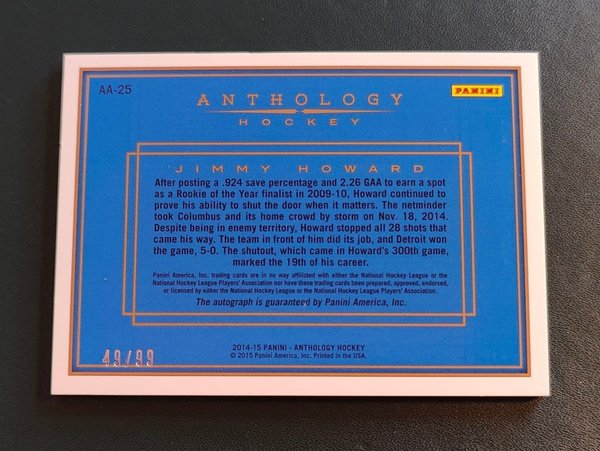 AA-25
PANINI
ANTHOLOGY
HOCKEY
JIMMY HOWARD
After posting a .924 save percentage and 2.26 GAA to earn a spot
as a Rookie of the Year finalist in 2009-10, Howard continued to
prove his ability to shut the door when it matters. The netminder
took Columbus and its home crowd by storm on Nov. 18, 2014.
Despite being in enemy territory, Howard stopped all 28 shots that
came his way. The team in front of him did its job, and Detroit won
the game, 5-0. The shutout, which came in Howard's 300th game,
marked the 19th of his career.
Panini America, Inc. trading cards are in no way affiliated with either the National Hockey League or the
National Hockey League Players' Association nor have these trading cards been prepared, approved, endorsed,
or licensed by either the National Hockey League or the National Hockey League Players' Association.
The autograph is guaranteed by Panini America, Inc.
49/99
2014-15 PANINI - ANTHOLOGY HOCKEY
© 2015 Panini America, Inc. Printed in the USA.